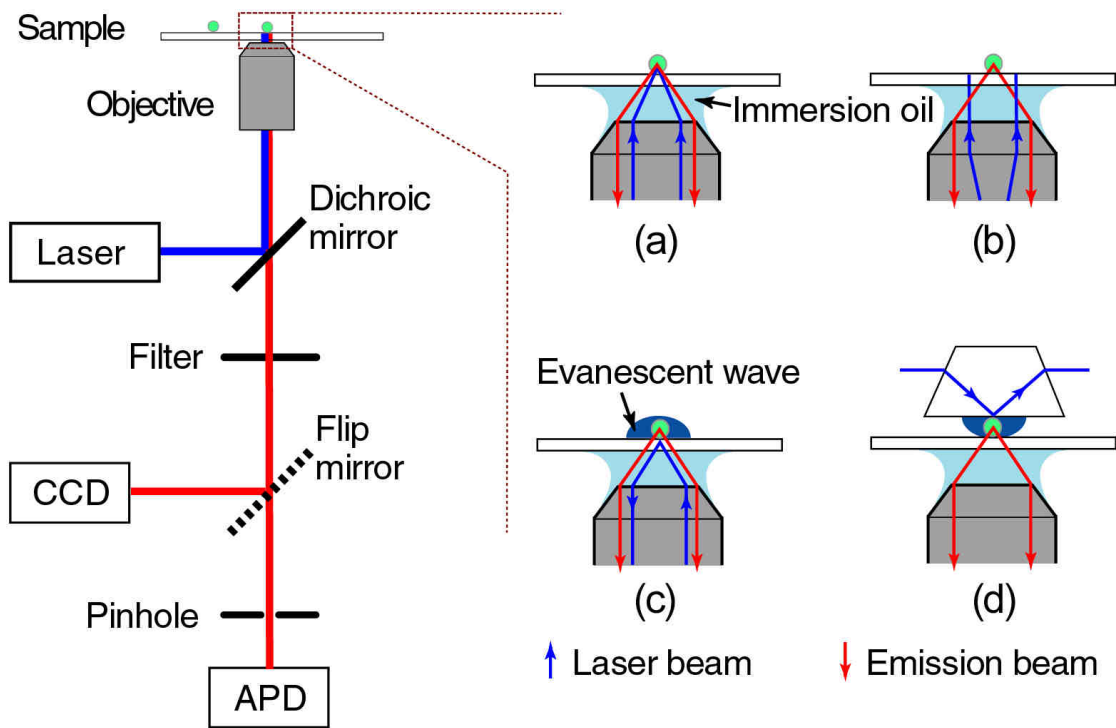 Sample
Objective
Dichroic
mirror
Laser
Filter
Flip
mirror
CCD
Pinhole
APD
Immersion oil
(a)
(b)
Evanescent wave
(c)
(d)
Laser beam
Emission beam